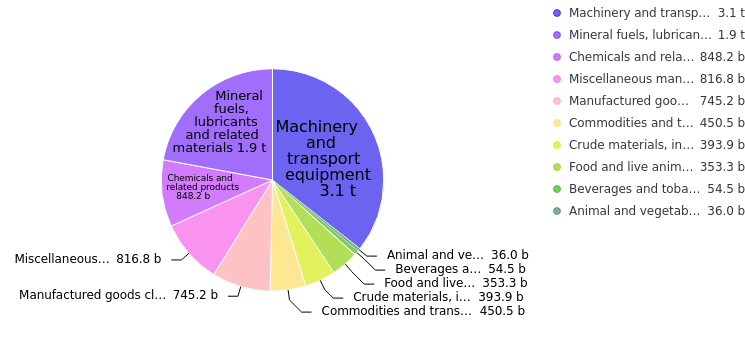 Mineral
fuels,
lubricants
and related
materials 1.9 t
Machinery
and
transport
equipment
3.1 t
Chemicals and
related products
848.2 b
Miscellaneous... 816.8 b
Manufactured goods cl... 745.2 b
Animal and ve... 36.0 b
Beverages a... 54.5 b
Food and live... 353.3 b
Crude materials, i... 393.9 b
Commodities and trans... 450.5 b
Machinery and transp... 3.1 t
Mineral fuels, lubrican... 1.9 t
Chemicals and rela... 848.2 b
Miscellaneous man... 816.8 b
Manufactured goo... 745.2 b
Commodities and t... 450.5 b
Crude materials, in... 393.9 b
Food and live anim... 353.3 b
Beverages and toba... 54.5 b
Animal and vegetab... 36.0 b